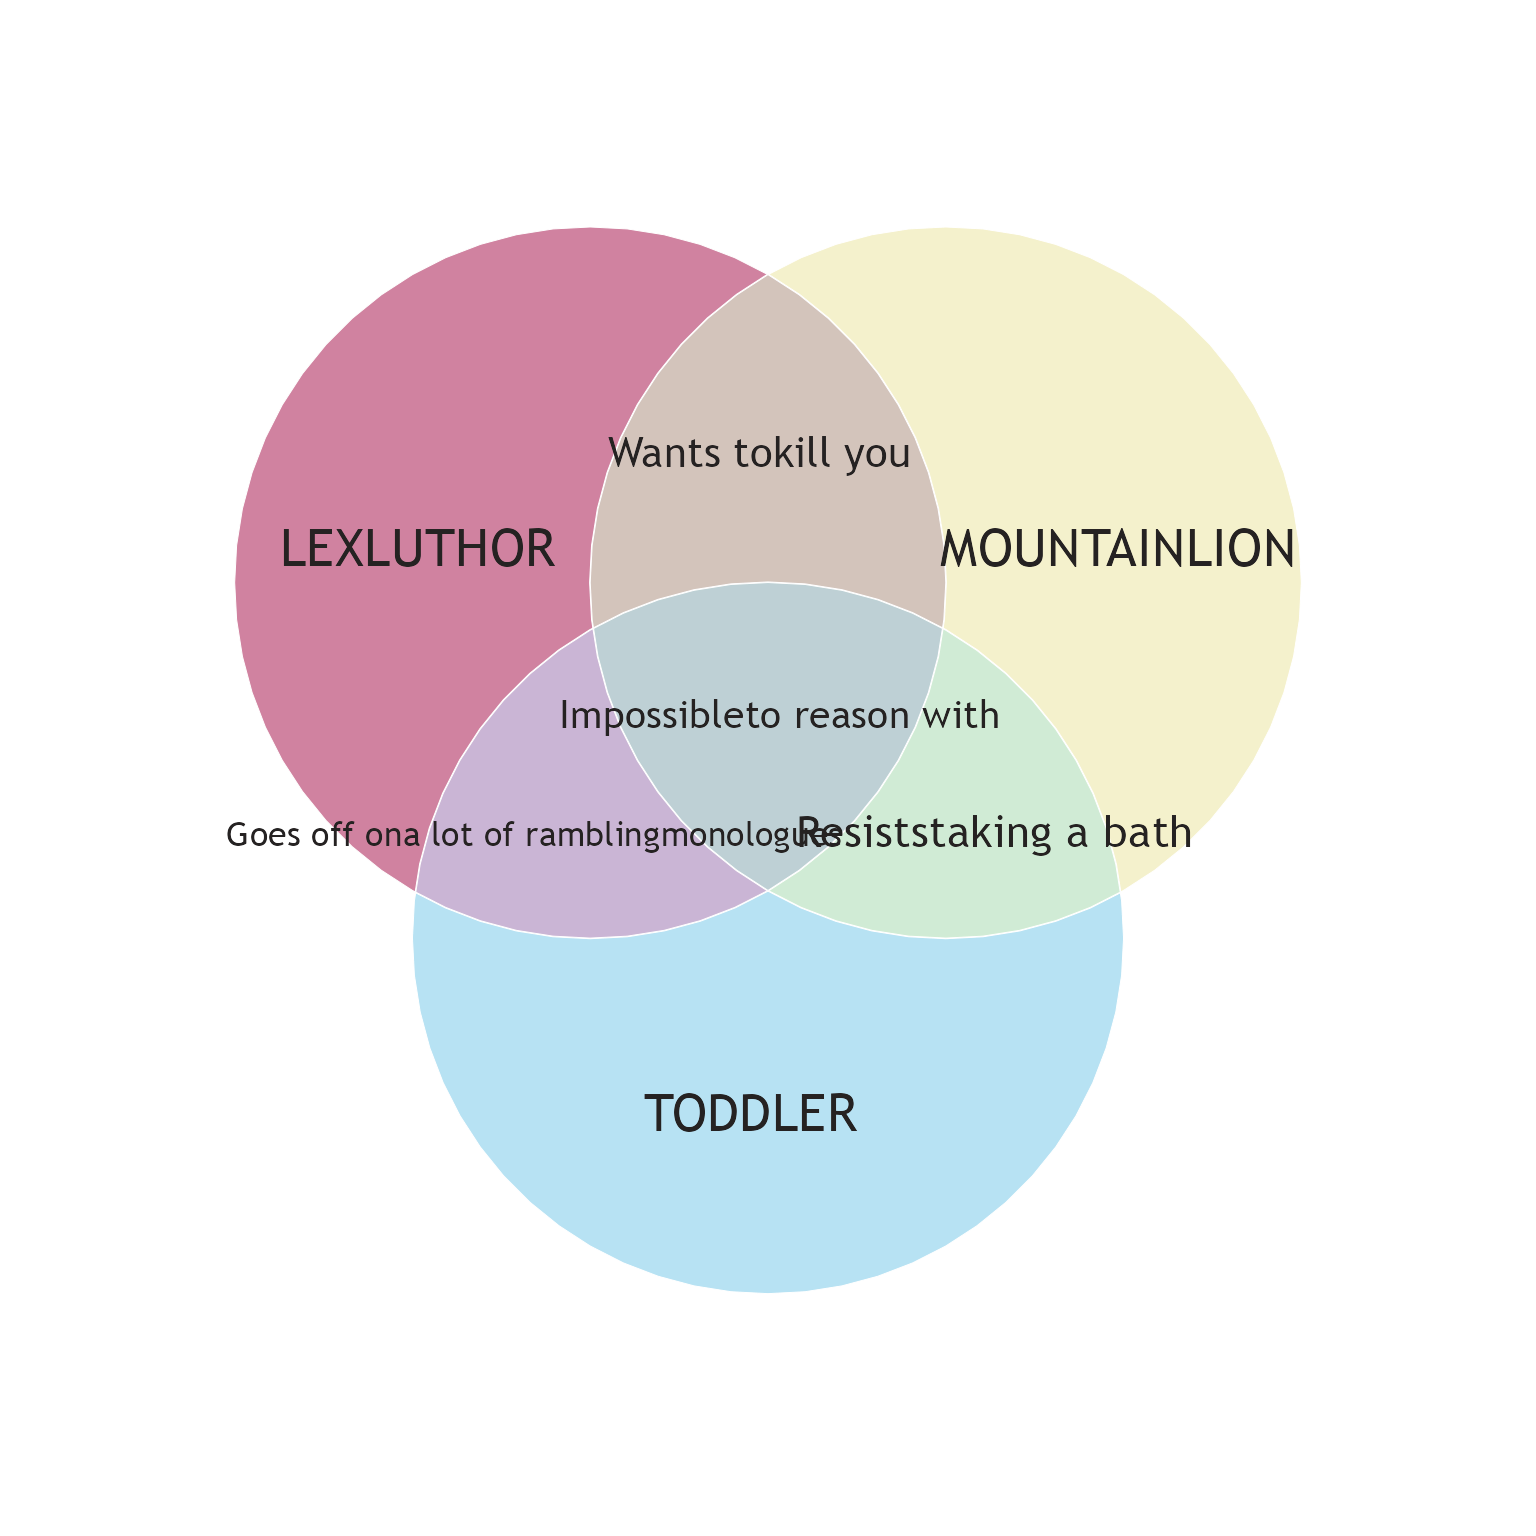 Wants tokill you
LEXLUTHOR
MOUNTAINLION
Impossibleto reason with
Goes off ona lot of ramblingmonologues
Resiststaking a bath
TODDLER